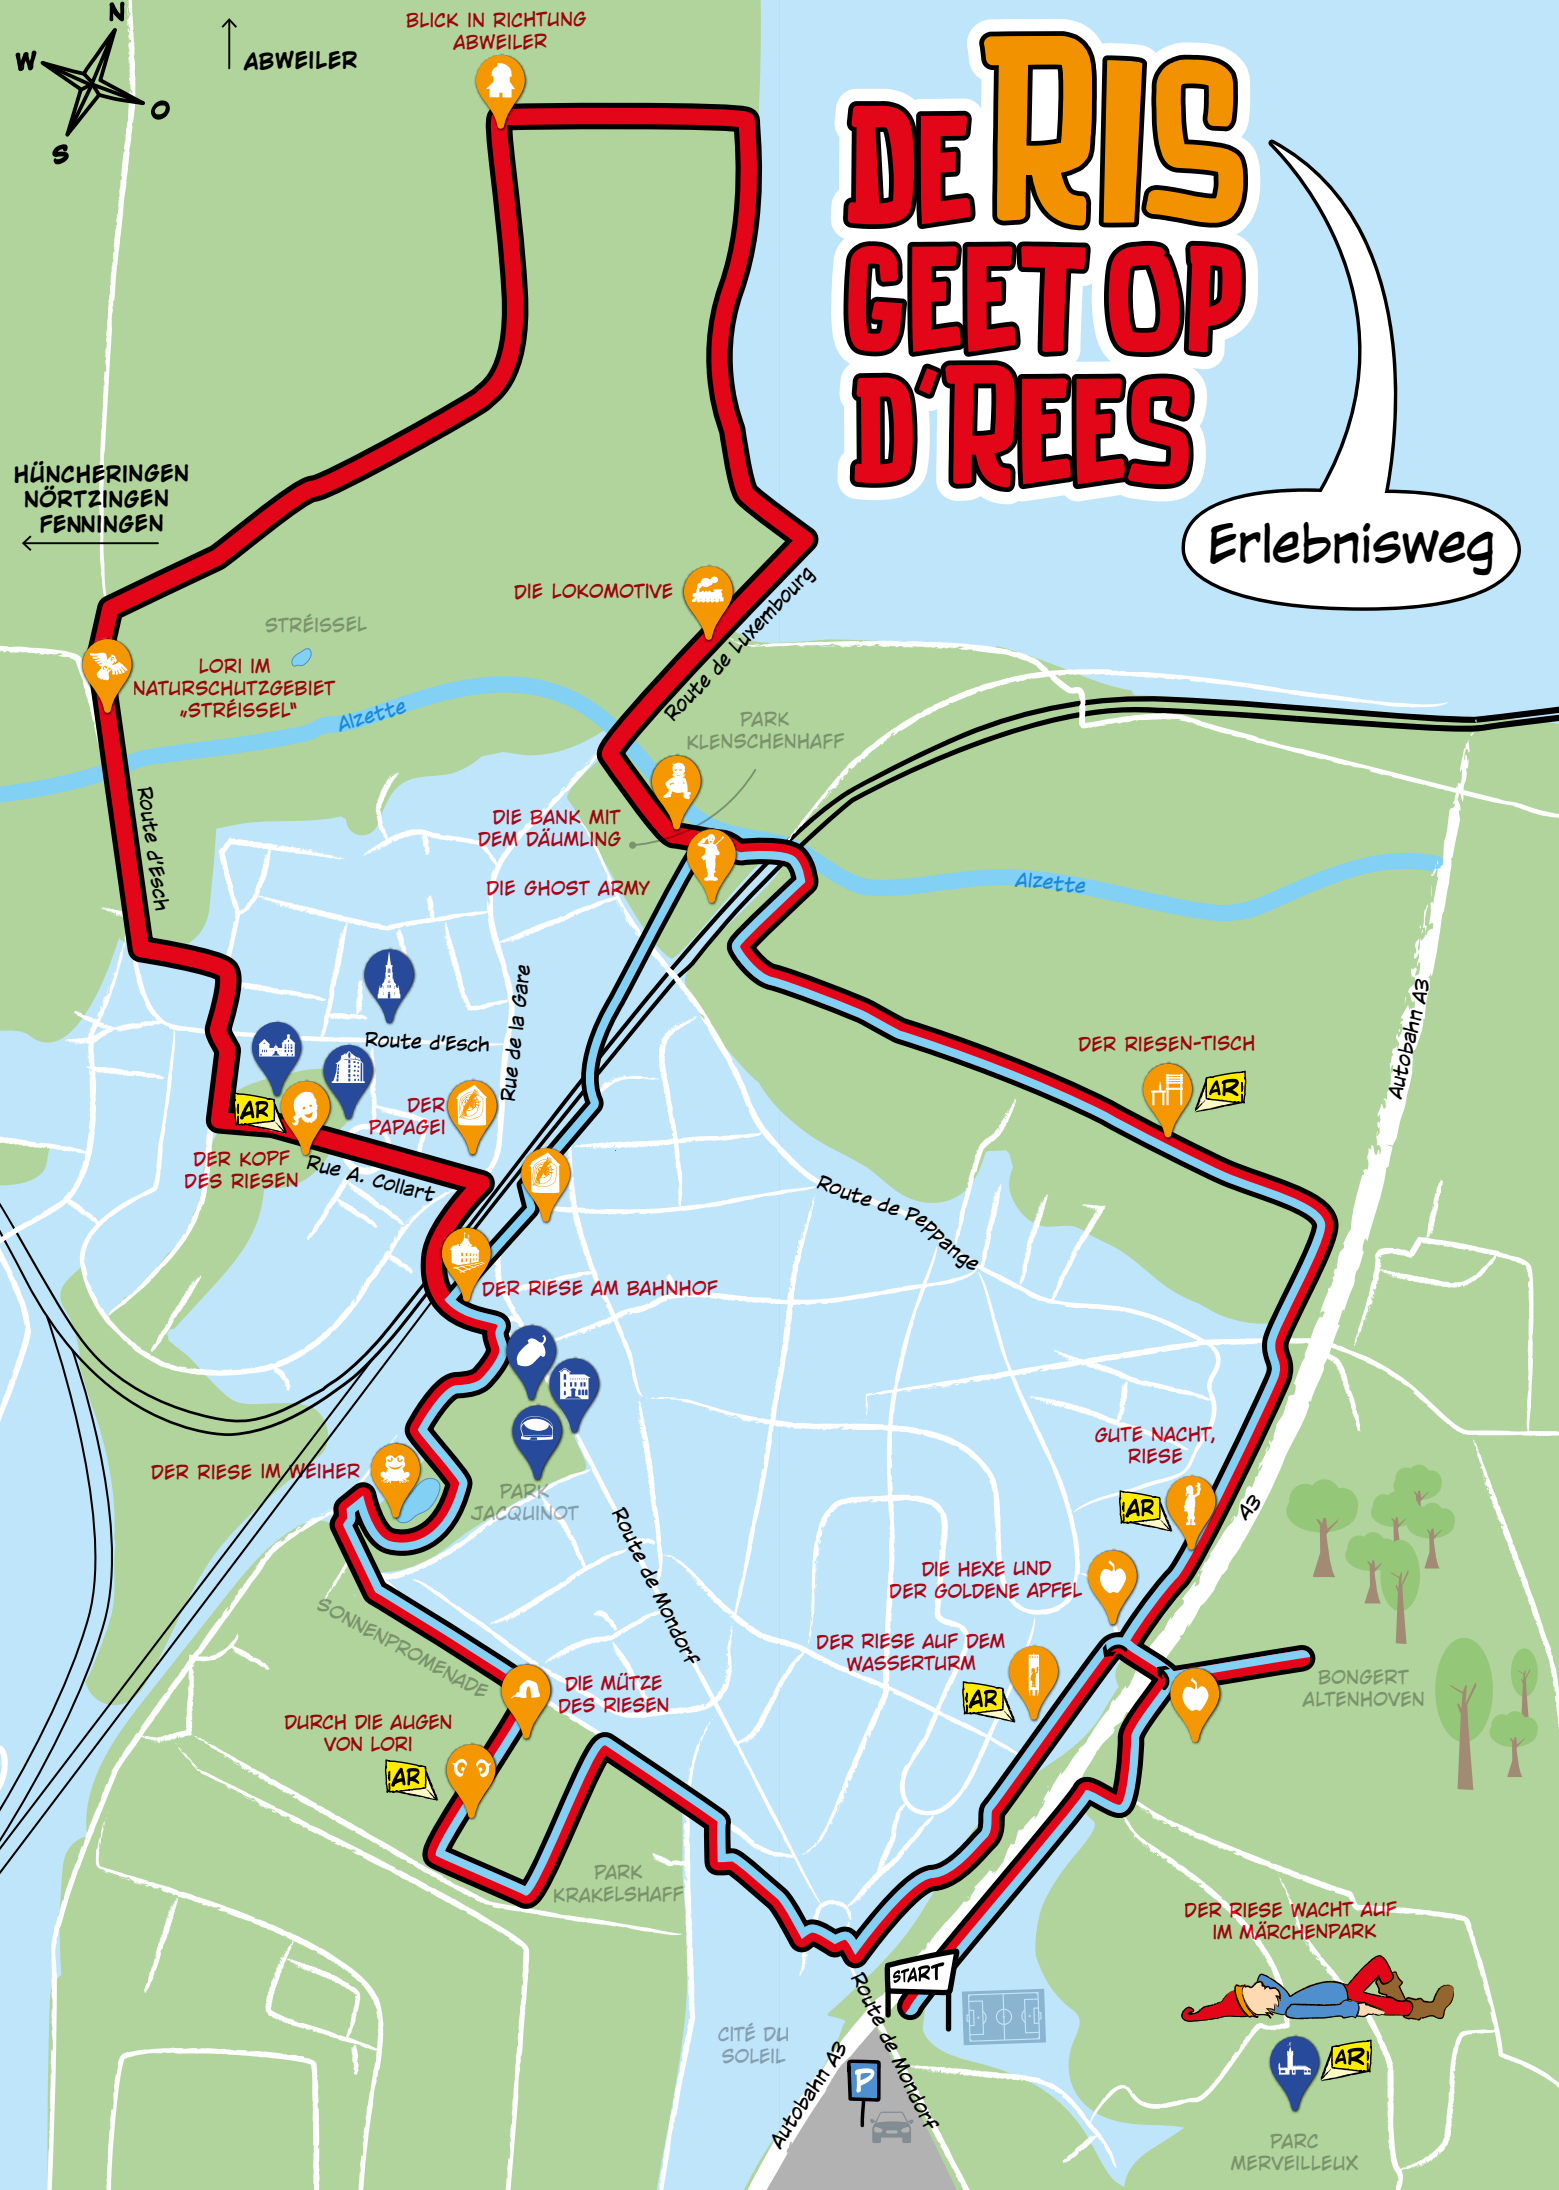 N
W
O
S
ABWEILER
BLICK IN RICHTUNG
ABWEILER
DE RIS
GEET OP
D'REES
Erlebnisweg
HÜNCHERINGEN
NÖRTZINGEN
FENNINGEN
DIE LOKOMOTIVE
Route de Luxembourg
STRÉISSEL
LORI IM
NATURSCHUTZGEBIET
„STRÉISSEL"
Alzette
PARK
KLENSCHENHAFF
Route d'Esch
DIE BANK MIT
DEM DÄUMLING
DIE GHOST ARMY
Alzette
Autobahn A3
Rue de la Gare
Route d'Esch
DER RIESEN-TISCH
AR
AR
DER
PAPAGEI
DER KOPF
DES RIESEN
Rue A. Collart
Route de Peppange
DER RIESE AM BAHNHOF
GUTE NACHT,
RIESE
AR
A3
DER RIESE IM WEIHER
PARK
JACQUINOT
Route de Mondorf
DIE HEXE UND
DER GOLDENE APFEL
SONNENPROMENADE
DER RIESE AUF DEM
WASSERTURM
AR
BONGERT
ALTENHOVEN
DIE MÜTZE
DES RIESEN
DURCH DIE AUGEN
VON LORI
AR
PARK
KRAKELSHAFF
DER RIESE WACHT AUF
IM MÄRCHENPARK
START
Route de Mondorf
CITÉ DU
SOLEIL
Autobahn A3
P
AR
PARC
MERVEILLEUX